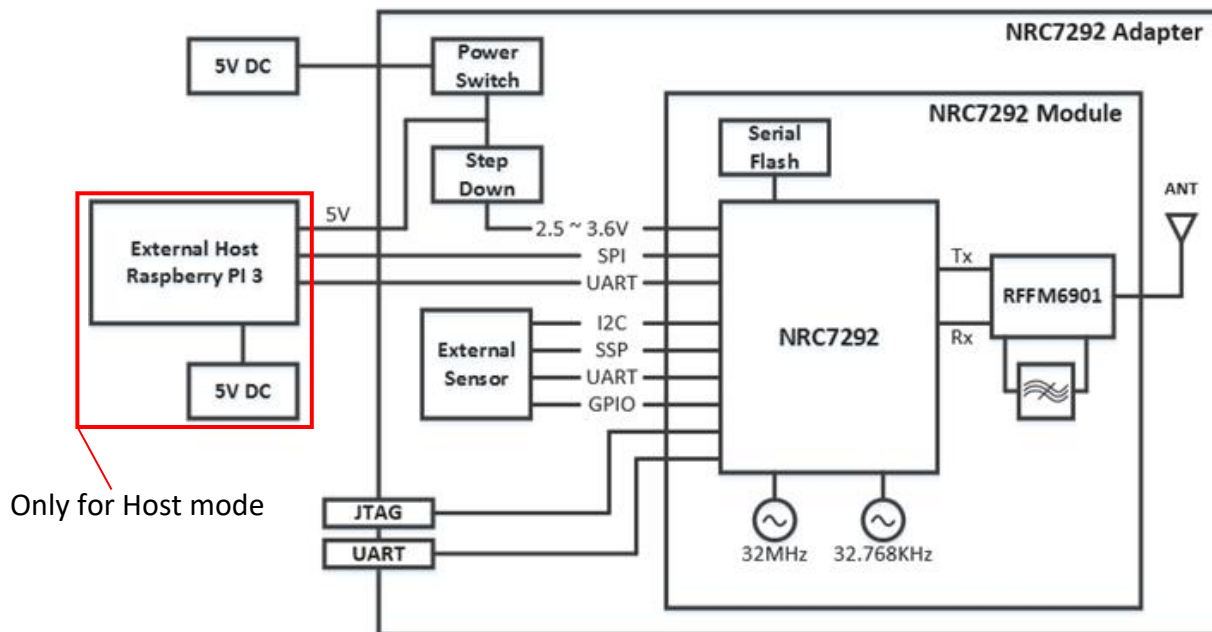 NRC7292 Adapter
5V DC
Power
Switch
NRC7292 Module
Serial
Flash
Step
Down
ANT
5V
2.5 ~ 3.6V
External Host
Raspberry PI 3
SPI
UART
Tx
RFFM6901
I2C
External
Sensor
SSP
UART
GPIO
NRC7292
Rx
5V DC
Only for Host mode
JTAG
UART
32MHz
32.768KHz